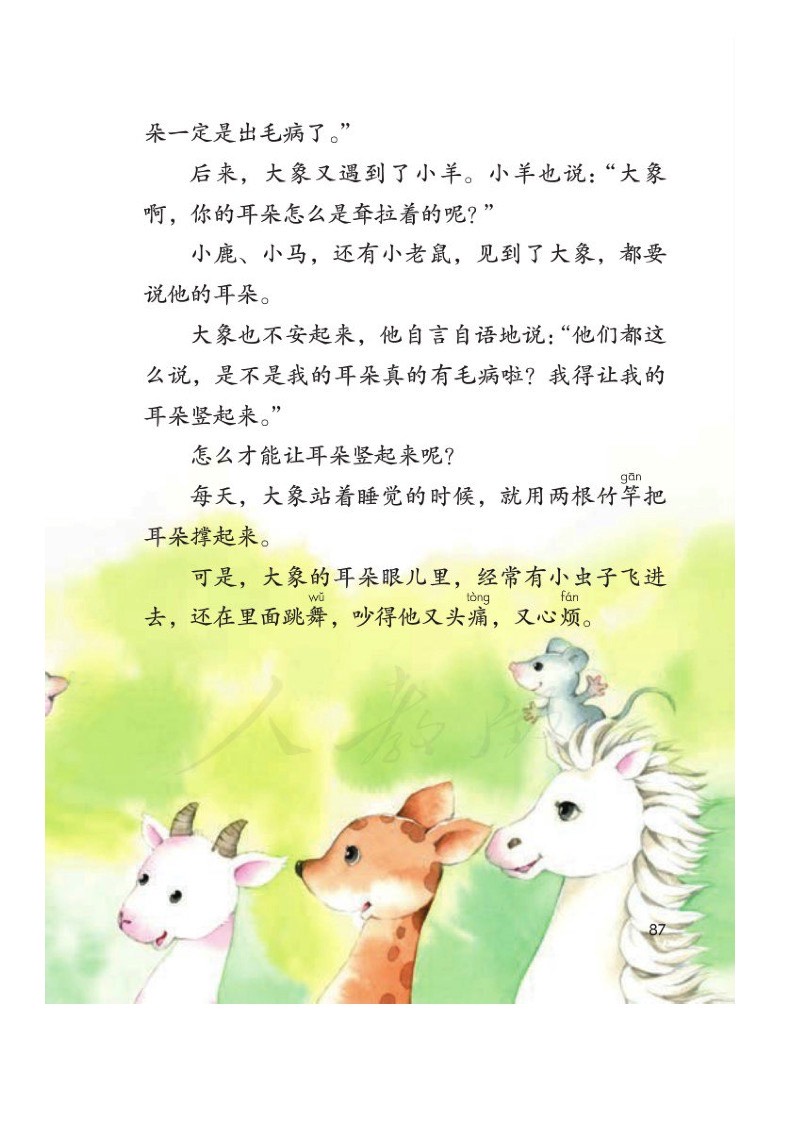 朵一定是出毛病了。”
后来，大象又遇到了小羊。小羊也说：“大象
啊，你的耳朵怎么是耷拉着的呢？”
小鹿、小马，还有小老鼠，见到了大象，都要
说他的耳朵。
大象也不安起来，他自言自语地说：“他们都这
么说，是不是我的耳朵真的有毛病啦？我得让我的
耳朵竖起来。”
怎么才能让耳朵竖起来呢？
gān
每天，大象站着睡觉的时候，就用两根竹竿把
耳朵撑起来。
可是，大象的耳朵眼儿里，经常有小虫子飞进
wǔ tòng fán
去，还在里面跳舞，吵得他又头痛，又心烦。
人教
87